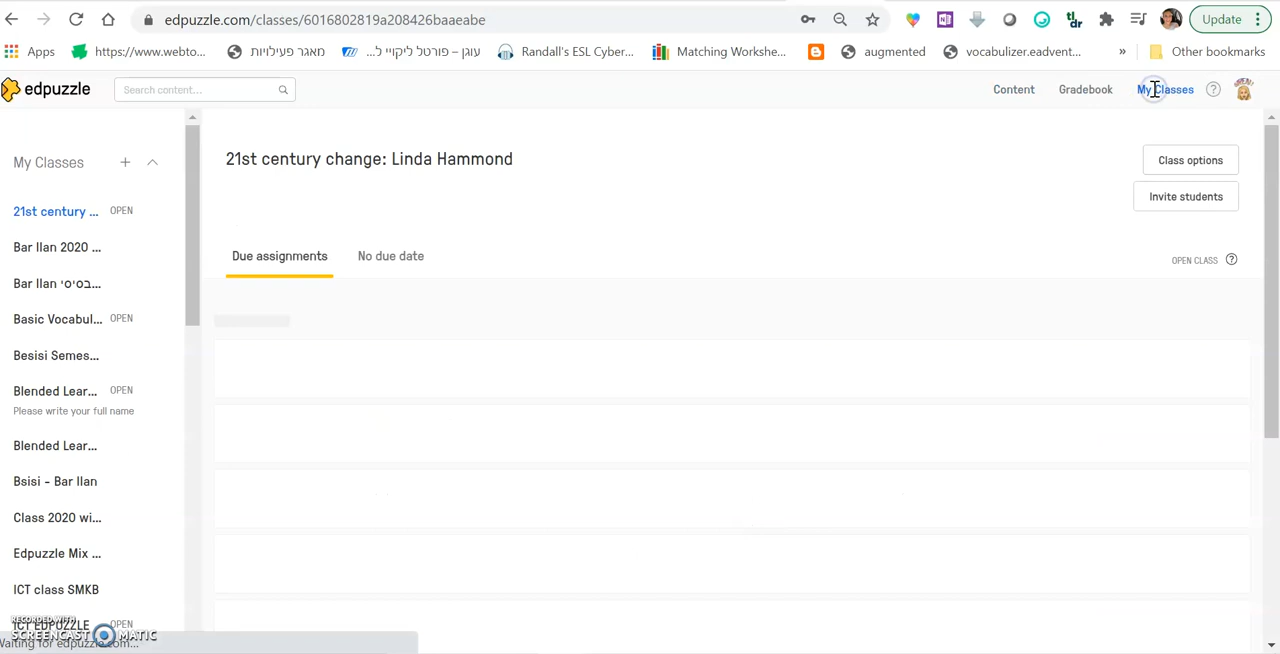 edpuzzle.com/classes/6016802819a208426baaeabe
Update
Apps
https://www.webto...
מאגר פעילויות
עוגן – פורטל ליקויי ל...
Randall's ESL Cyber...
Matching Workshe...
augmented
vocabulizer.eadvent...
»
Other bookmarks
edpuzzle
Search content...
Content
Gradebook
My Classes
My Classes
21st century change: Linda Hammond
Class options
Invite students
21st century ... OPEN
Bar Ilan 2020 ...
Bar Ilan בסיסי...
Basic Vocabul... OPEN
Besisi Semes...
Blended Lear... OPEN
Please write your full name
Blended Lear...
Bsisi - Bar Ilan
Class 2020 wi...
Edpuzzle Mix ...
ICT class SMKB
ICT EDPUZZLE OPEN
Due assignments
No due date
OPEN CLASS
RECORDED WITH
SCREENCAST MATIC
Waiting for edpuzzle.com...